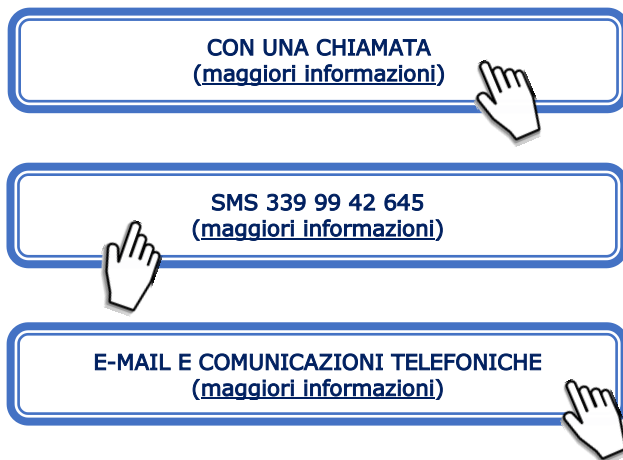 CON UNA CHIAMATA
(maggiori informazioni)
SMS 339 99 42 645
(maggiori informazioni)
E-MAIL E COMUNICAZIONI TELEFONICHE
(maggiori informazioni)